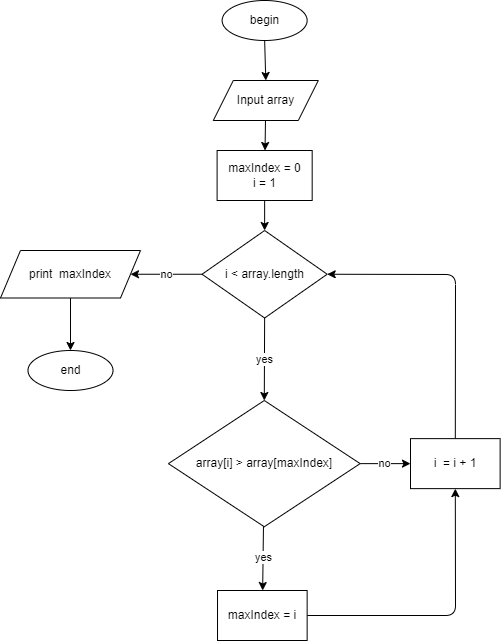 begin
Input array
maxIndex = 0
i = 1
i < array.length
no
print maxIndex
end
yes
array[i] > array[maxIndex]
no
i = i + 1
yes
maxIndex = i